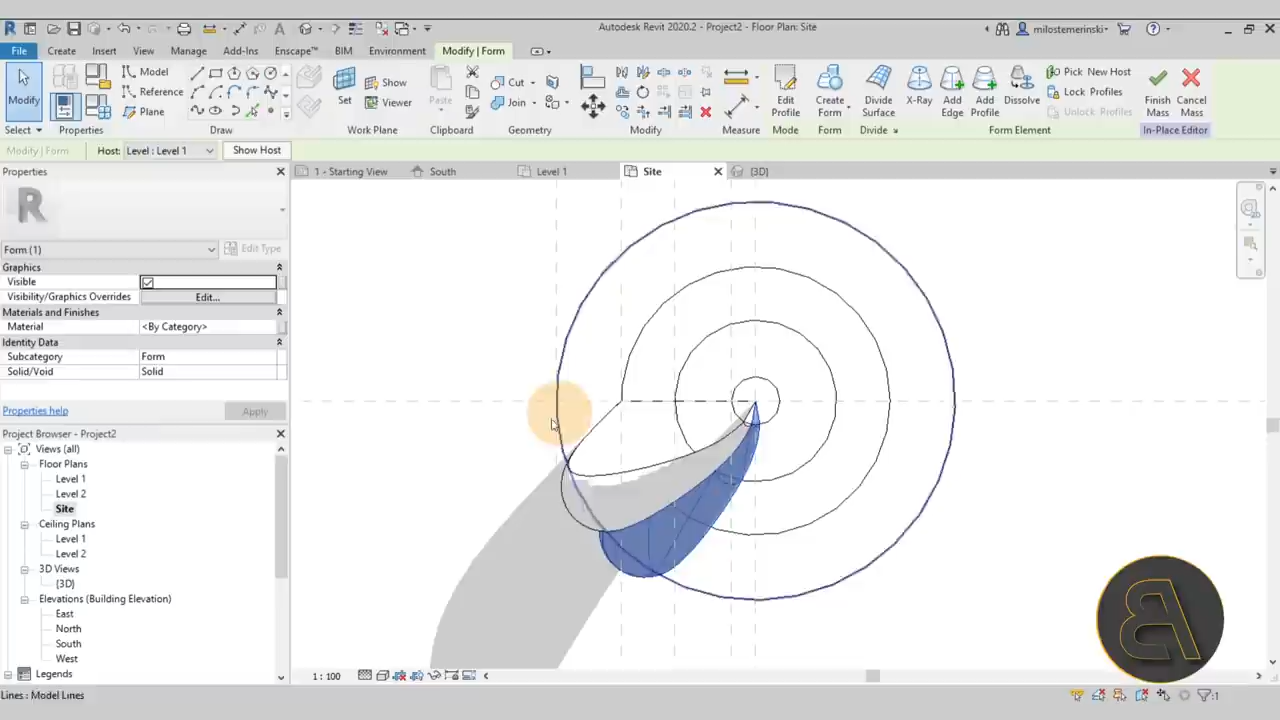 Autodesk Revit 2020.2 - Project2 - Floor Plan: Site
milostemerinski
File Create Insert View Manage Add-Ins Enscape™ BIM Environment Modify | Form
Modify
Model
Reference
Plane
Set
Show
Viewer
Paste
Cut
Join
Edit Profile
Create Form
Divide Surface
X-Ray
Add Edge
Add Profile
Dissolve
Pick New Host
Lock Profiles
Unlock Profiles
Finish Mass
Cancel Mass
Select Properties Draw Work Plane Clipboard Geometry Modify Measure Mode Form Divide Form Element In-Place Editor
Modify | Form Host: Level : Level 1 Show Host
Properties
1 - Starting View South Level 1 Site {3D}
R
Form (1) Edit Type
Graphics
Visible
Visibility/Graphics Overrides Edit...
Materials and Finishes
Material <By Category>
Identity Data
Subcategory Form
Solid/Void Solid
Properties help Apply
Project Browser - Project2
Views (all)
Floor Plans
Level 1
Level 2
Site
Ceiling Plans
Level 1
Level 2
3D Views
{3D}
Elevations (Building Elevation)
East
North
South
West
Legends
1 : 100
Lines : Model Lines
:1